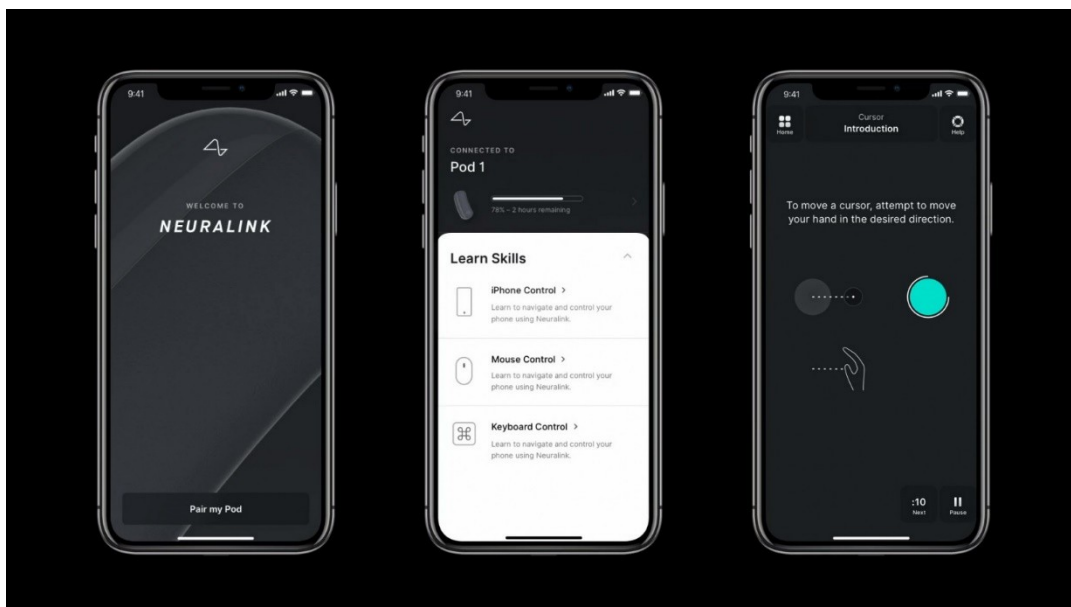 9:41
WELCOME TO
NEURALINK
Pair my Pod
9:41
CONNECTED TO
Pod 1
78% - 2 hours remaining
Learn Skills
iPhone Control >
Learn to navigate and control your
phone using Neuralink.
Mouse Control >
Learn to navigate and control your
phone using Neuralink.
Keyboard Control >
Learn to navigate and control your
phone using Neuralink.
9:41
Home
Cursor
Introduction
Help
To move a cursor, attempt to move
your hand in the desired direction.
:10
Next
Pause